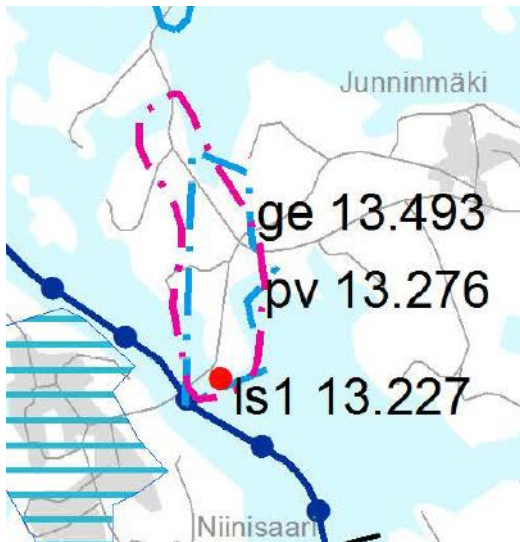 Junninmäki
ge 13.493
pv 13.276
ls1 13.227
Niinisaari